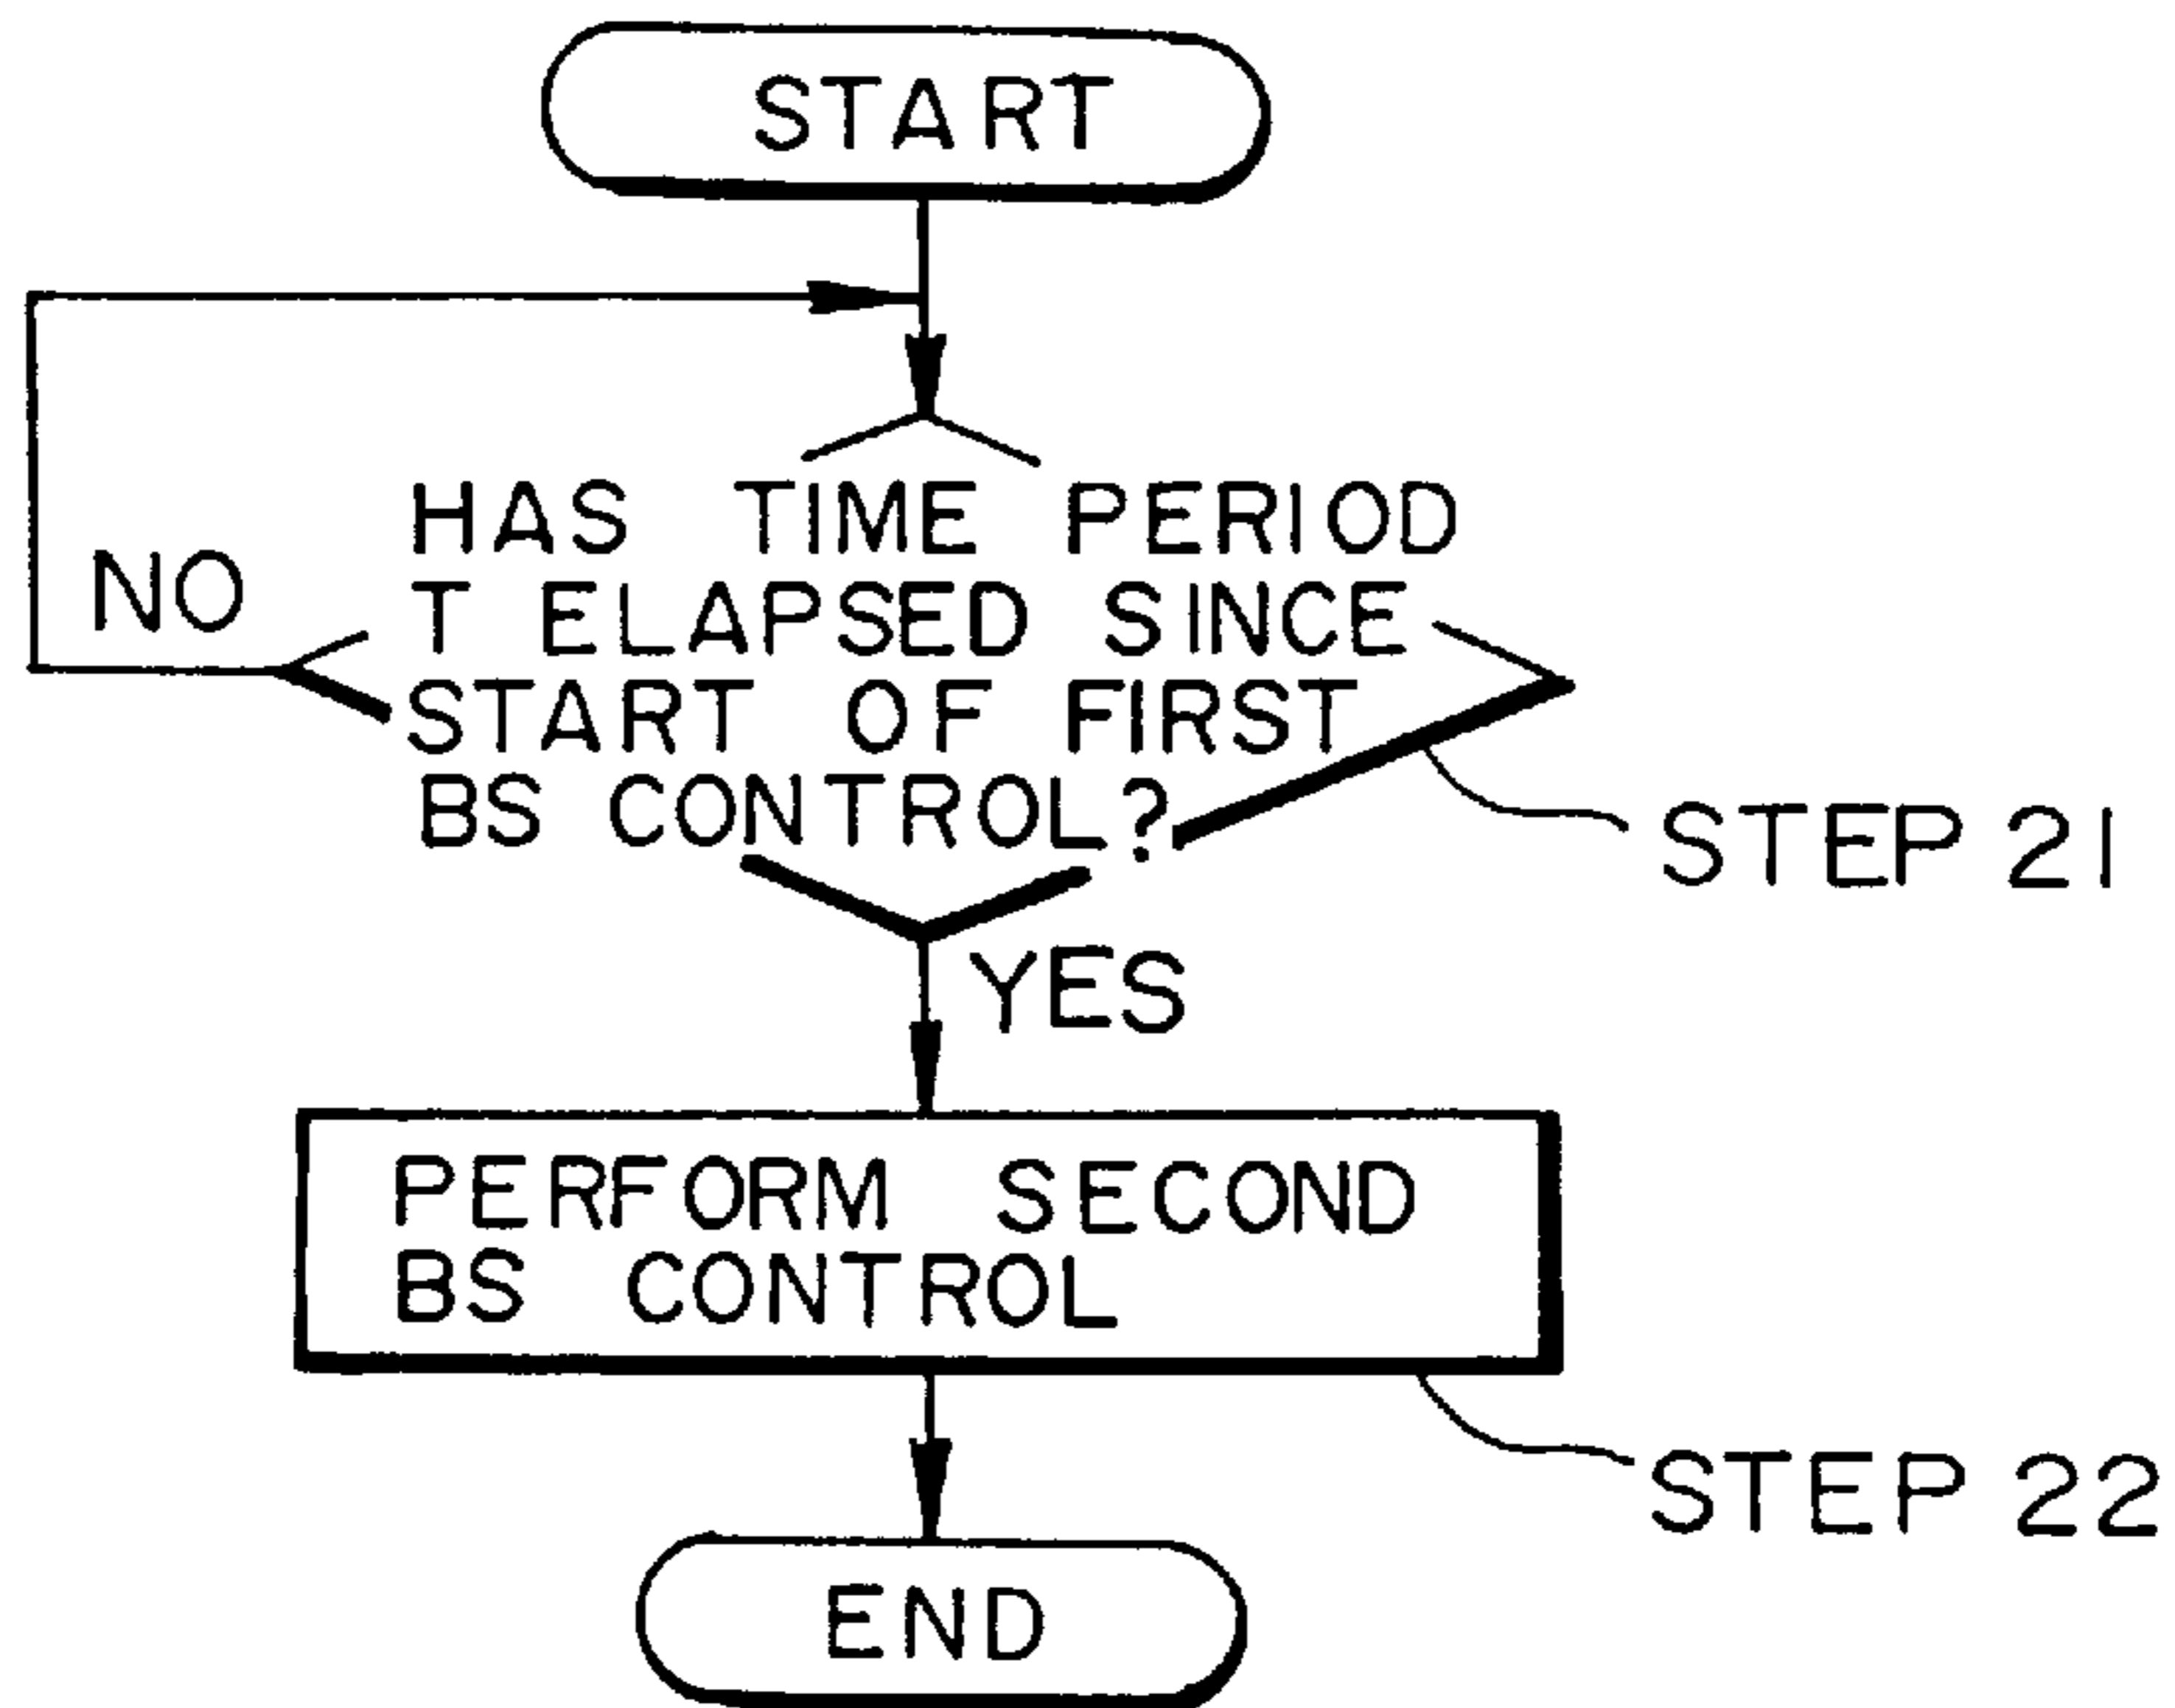 START
HAS TIME PERIOD
T ELAPSED SINCE
START OF FIRST
BS CONTROL?
NO
STEP 21
YES
PERFORM SECOND
BS CONTROL
STEP 22
END